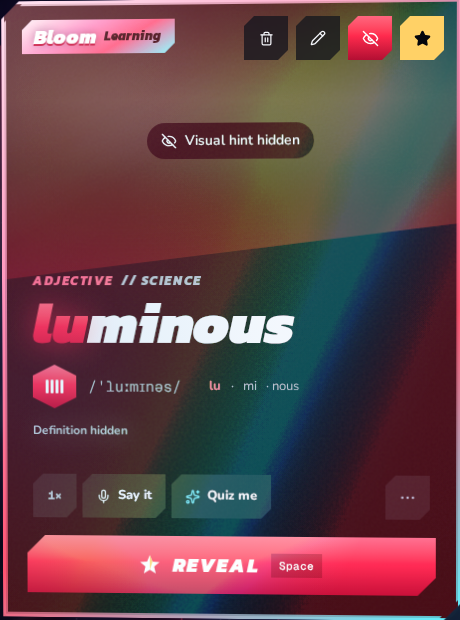 Bloom Learning
Visual hint hidden
ADJECTIVE // SCIENCE
luminous
/ˈluːmɪnəs/ lu · mi · nous
Definition hidden
1× Say it Quiz me ...
REVEAL Space